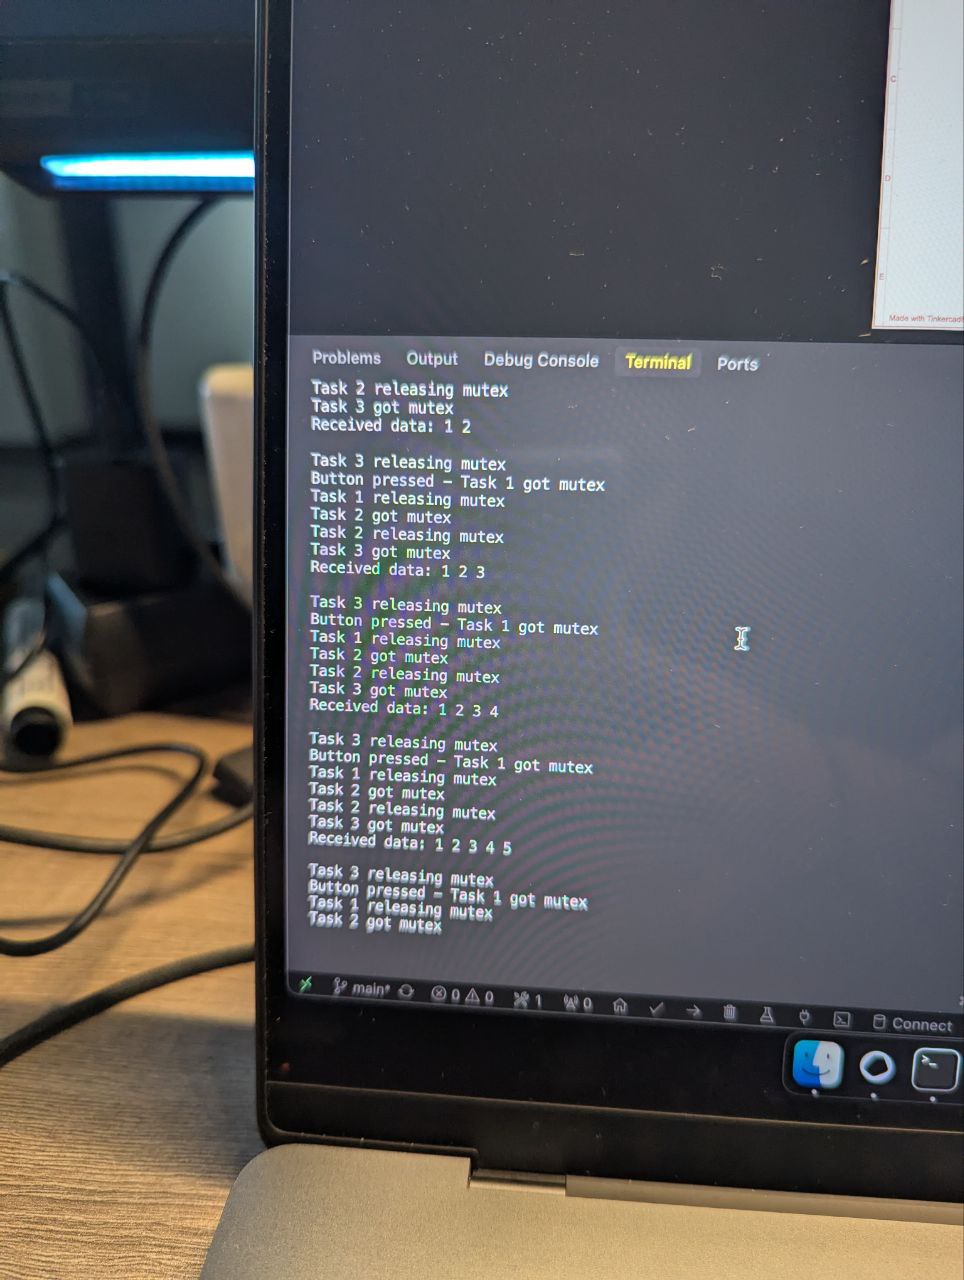 C
D
E
Made with Tinkercad
Problems Output Debug Console Terminal Ports
Task 2 releasing mutex
Task 3 got mutex
Received data: 1 2
Task 3 releasing mutex
Button pressed – Task 1 got mutex
Task 1 releasing mutex
Task 2 got mutex
Task 2 releasing mutex
Task 3 got mutex
Received data: 1 2 3
Task 3 releasing mutex
Button pressed – Task 1 got mutex
Task 1 releasing mutex
Task 2 got mutex
Task 2 releasing mutex
Task 3 got mutex
Received data: 1 2 3 4
Task 3 releasing mutex
Button pressed – Task 1 got mutex
Task 1 releasing mutex
Task 2 got mutex
Task 2 releasing mutex
Task 3 got mutex
Received data: 1 2 3 4 5
Task 3 releasing mutex
Button pressed – Task 1 got mutex
Task 1 releasing mutex
Task 2 got mutex
main* 0 0 1 0 Connect